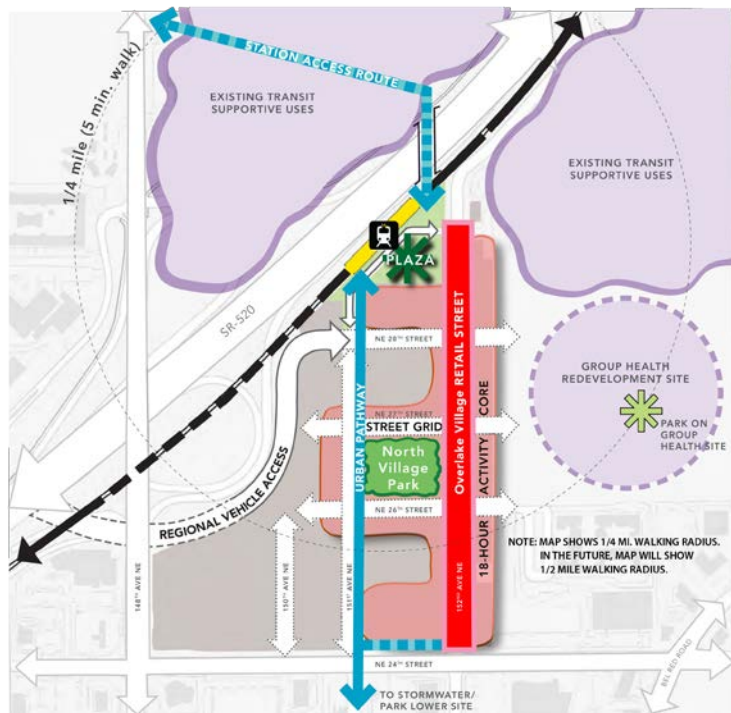 STATION ACCESS ROUTE
EXISTING TRANSIT
SUPPORTIVE USES
1/4 mile (5 min. walk)
EXISTING TRANSIT
SUPPORTIVE USES
PLAZA
SR-520
NE 28TH STREET
GROUP HEALTH
REDEVELOPMENT SITE
PARK ON
GROUP
HEALTH SITE
NE 27TH STREET
STREET GRID
North
Village
Park
URBAN PATHWAY
Overlake Village RETAIL STREET
18-HOUR ACTIVITY CORE
REGIONAL VEHICLE ACCESS
NE 26TH STREET
NOTE: MAP SHOWS 1/4 MI. WALKING RADIUS.
IN THE FUTURE, MAP WILL SHOW
1/2 MILE WALKING RADIUS.
148TH AVE NE
150TH AVE NE
151ST AVE NE
152ND AVE NE
BEL RED ROAD
NE 24TH STREET
TO STORMWATER/
PARK LOWER SITE